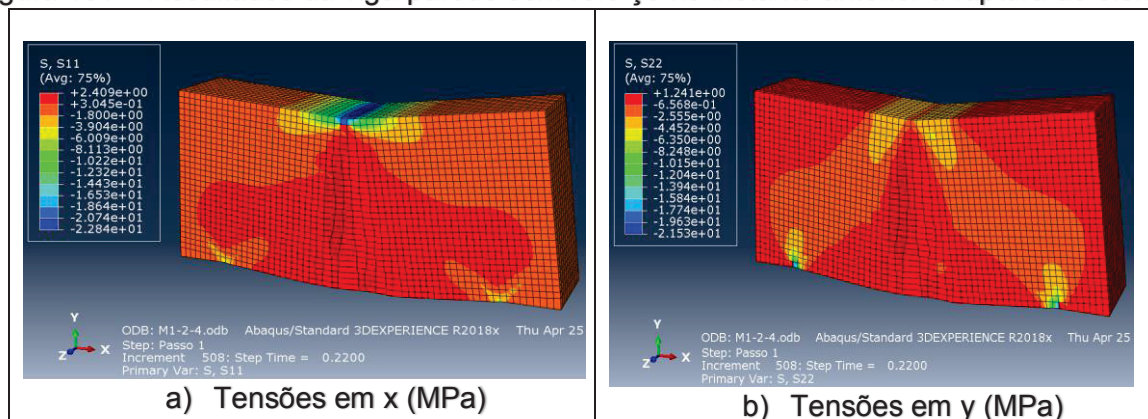 S, S11
(Avg: 75%)
+2.409e+00
+3.045e-01
-1.800e+00
-3.904e+00
-6.009e+00
-8.113e+00
-1.022e+01
-1.232e+01
-1.443e+01
-1.653e+01
-1.864e+01
-2.074e+01
-2.284e+01
Y
Z X
ODB: M1-2-4.odb Abaqus/Standard 3DEXPERIENCE R2018x Thu Apr 25
Step: Passo 1
Increment 508: Step Time = 0.2200
Primary Var: S, S11
a) Tensões em x (MPa)
S, S22
(Avg: 75%)
+1.241e+00
-6.568e-01
-2.555e+00
-4.452e+00
-6.350e+00
-8.248e+00
-1.015e+01
-1.204e+01
-1.394e+01
-1.584e+01
-1.774e+01
-1.963e+01
-2.153e+01
Y
Z X
ODB: M1-2-4.odb Abaqus/Standard 3DEXPERIENCE R2018x Thu Apr 25
Step: Passo 1
Increment 508: Step Time = 0.2200
Primary Var: S, S22
b) Tensões em y (MPa)